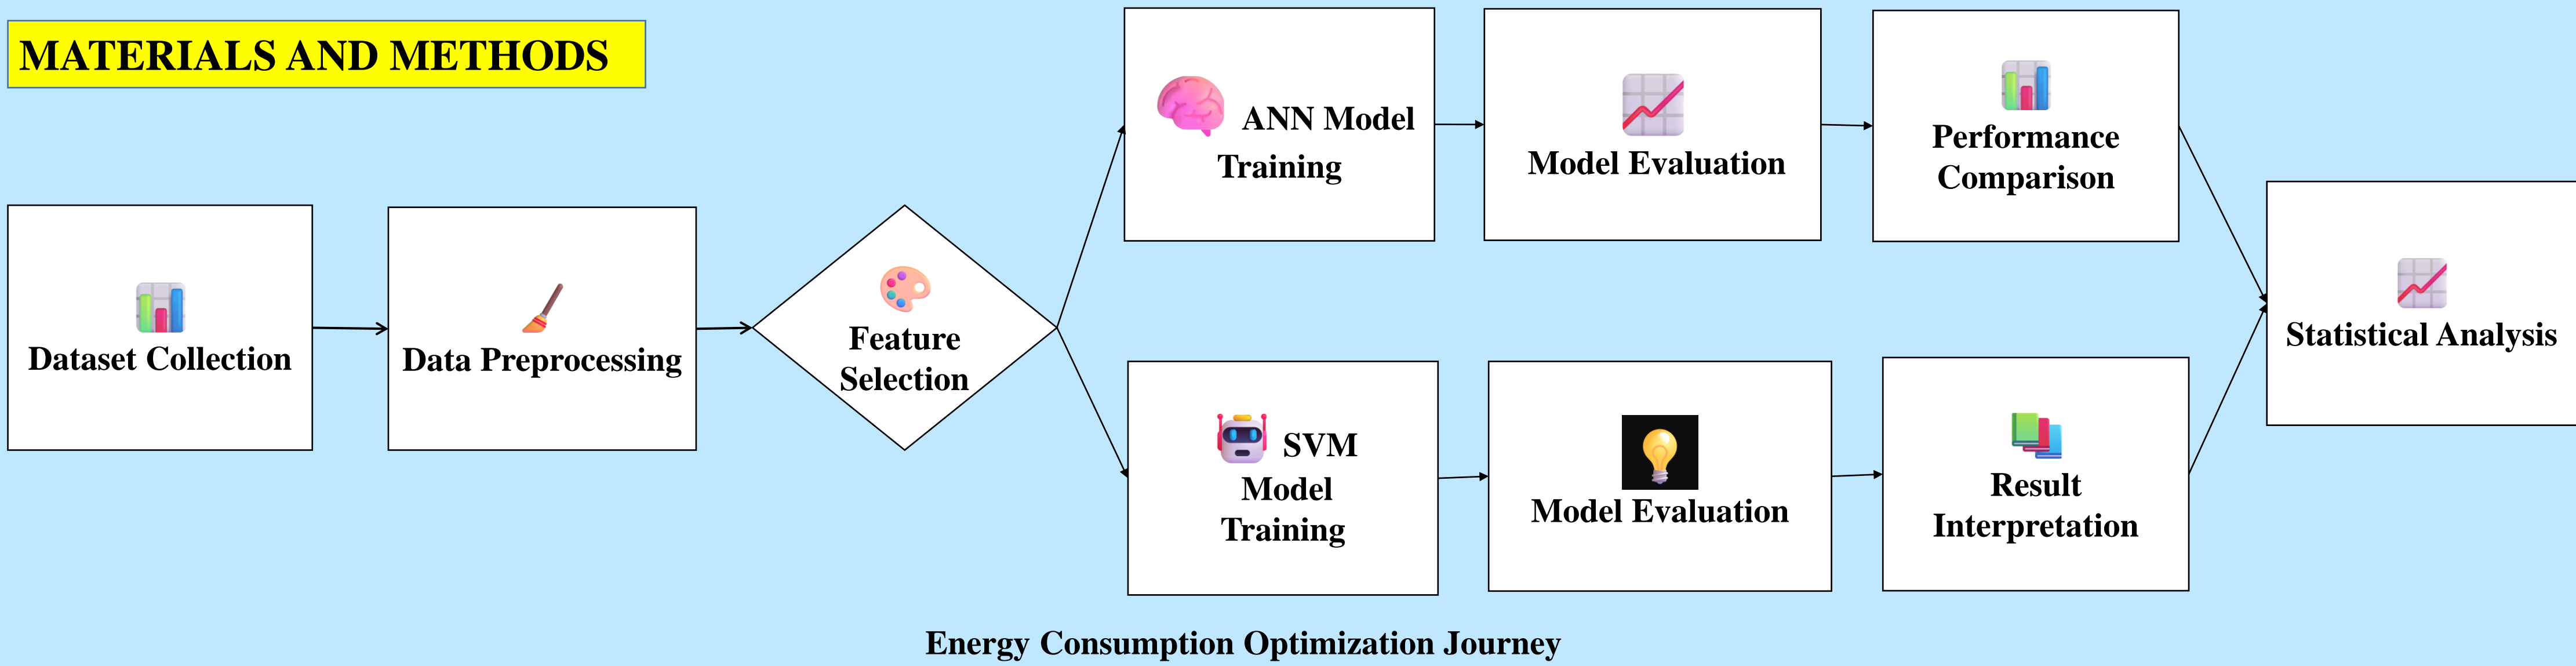 MATERIALS AND METHODS
Dataset Collection
Data Preprocessing
Feature
Selection
ANN Model
Training
Model Evaluation
Performance
Comparison
SVM
Model
Training
Model Evaluation
Result
Interpretation
Statistical Analysis
Energy Consumption Optimization Journey